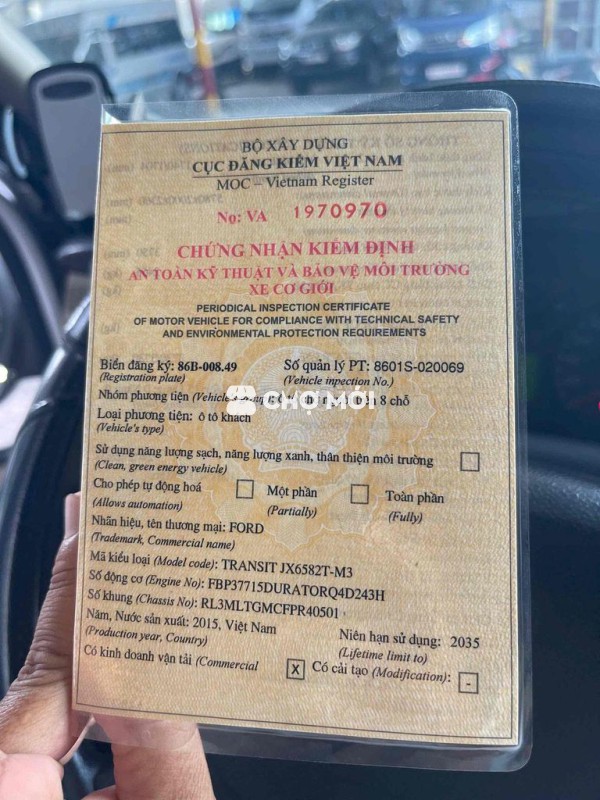 BỘ XÂY DỰNG
CỤC ĐĂNG KIỂM VIỆT NAM
MOC – Vietnam Register
No: VA 1970970
CHỨNG NHẬN KIỂM ĐỊNH
AN TOÀN KỸ THUẬT VÀ BẢO VỆ MÔI TRƯỜNG
XE CƠ GIỚI
PERIODICAL INSPECTION CERTIFICATE
OF MOTOR VEHICLE FOR COMPLIANCE WITH TECHNICAL SAFETY
AND ENVIRONMENTAL PROTECTION REQUIREMENTS
Biển đăng ký: 86B-008.49 Số quản lý PT: 8601S-020069
(Registration plate) (Vehicle inpection No.)
Nhóm phương tiện (Vehicle's trên 8 chỗ
CHỢ MỚI
Loại phương tiện: ô tô khách
(Vehicle's type)
Sử dụng năng lượng sạch, năng lượng xanh, thân thiện môi trường
(Clean, green energy vehicle)
Cho phép tự động hoá Một phần Toàn phần
(Allows automation) (Partially) (Fully)
Nhãn hiệu, tên thương mại: FORD
(Trademark, Commercial name)
Mã kiểu loại (Model code): TRANSIT JX6582T-M3
Số động cơ (Engine No): FBP37715DURATORQ4D243H
Số khung (Chassis No): RL3MLTGMCFPR40501
Năm, Nước sản xuất: 2015, Việt Nam Niên hạn sử dụng: 2035
(Production year, Country) (Lifetime limit to)
Có kinh doanh vận tải (Commercial X Có cải tạo (Modification): -